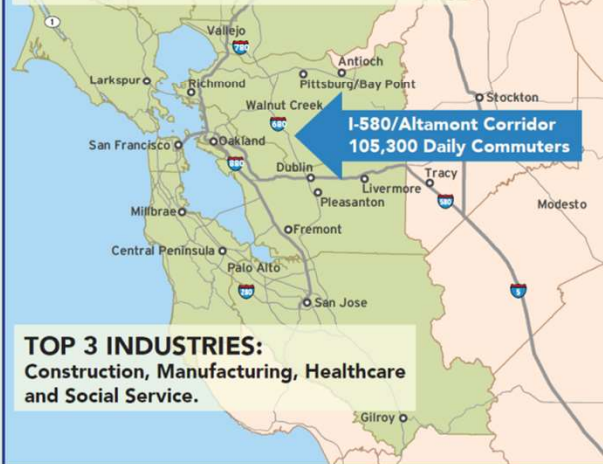 1
Vallejo
780
Antioch
Larkspur
Richmond
Pittsburg/Bay Point
Stockton
Walnut Creek
680
I-580/Altamont Corridor
105,300 Daily Commuters
San Francisco
Oakland
880
Dublin
Tracy
Livermore
Pleasanton
580
Millbrae
Modesto
Fremont
Central Peninsula
Palo Alto
280
5
San Jose
TOP 3 INDUSTRIES:
Construction, Manufacturing, Healthcare
and Social Service.
Gilroy